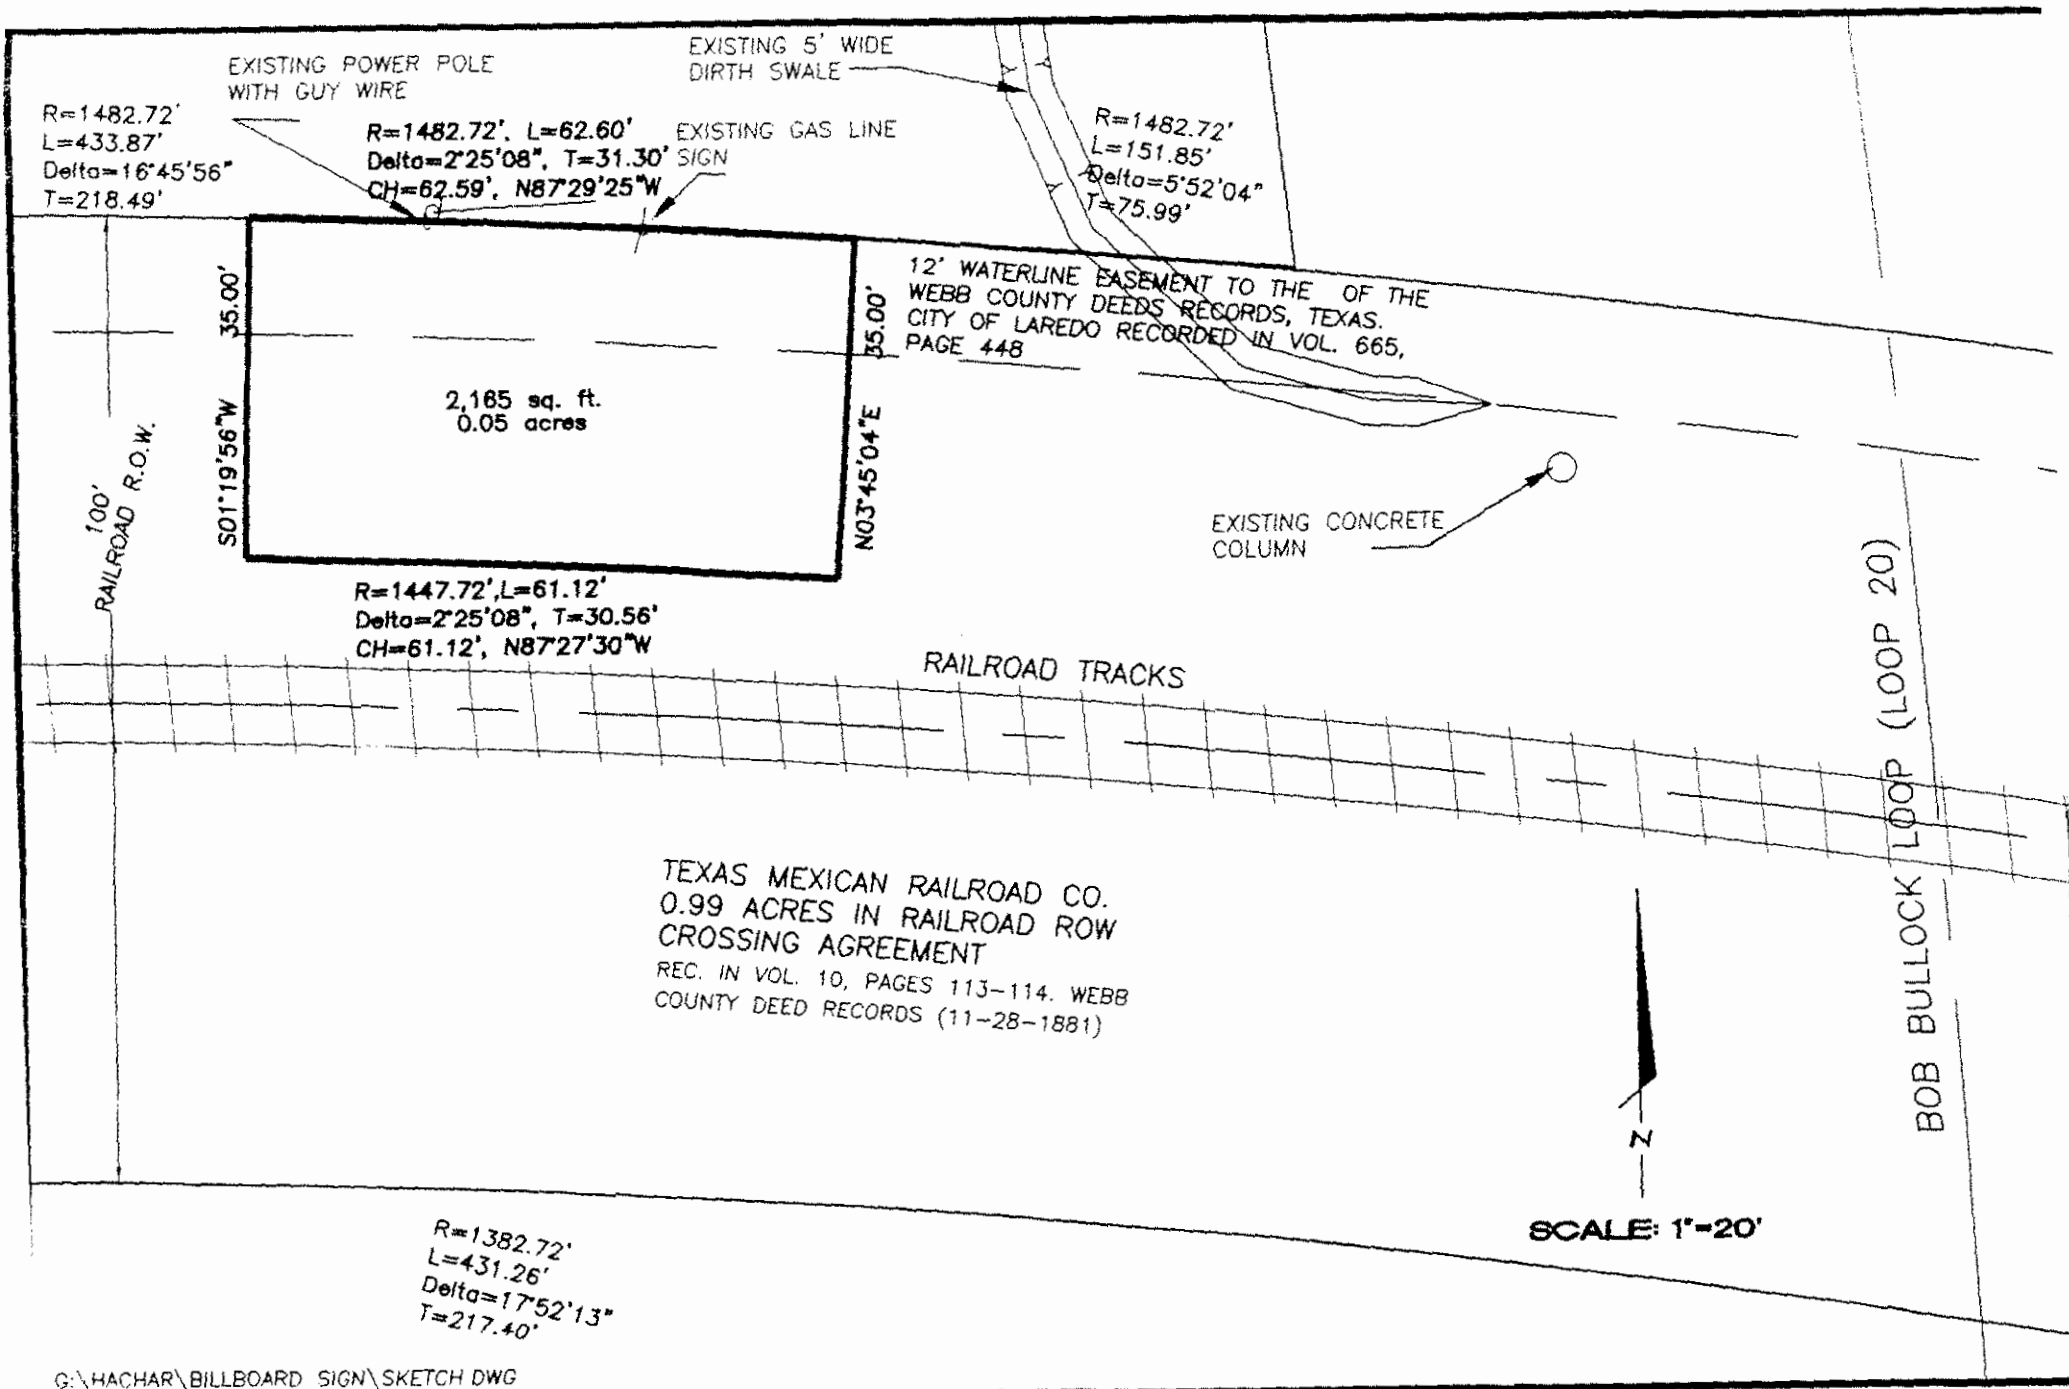 EXISTING POWER POLE
WITH GUY WIRE
EXISTING 5' WIDE
DIRTH SWALE
R=1482.72'
L=433.87'
Delta=16°45'56"
T=218.49'
R=1482.72', L=62.60'
Delta=2°25'08", T=31.30'
CH=62.59', N87°29'25"W
EXISTING GAS LINE
SIGN
R=1482.72'
L=151.85'
Delta=5°52'04"
T=75.99'
12' WATERLINE EASEMENT TO THE OF THE
WEBB COUNTY DEEDS RECORDS, TEXAS.
CITY OF LAREDO RECORDED IN VOL. 665,
PAGE 448
35.00'
S01°19'56"W
2,165 sq. ft.
0.05 acres
35.00'
N03°45'04"E
100'
RAILROAD R.O.W.
EXISTING CONCRETE
COLUMN
R=1447.72',L=61.12'
Delta=2°25'08", T=30.56'
CH=61.12', N87°27'30"W
RAILROAD TRACKS
BOB BULLOCK LOOP (LOOP 20)
TEXAS MEXICAN RAILROAD CO.
0.99 ACRES IN RAILROAD ROW
CROSSING AGREEMENT
REC. IN VOL. 10, PAGES 113-114. WEBB
COUNTY DEED RECORDS (11-28-1881)
N
SCALE: 1"=20'
R=1382.72'
L=431.26'
Delta=17°52'13"
T=217.40'
G:\HACHAR\BILLBOARD SIGN\SKETCH DWG